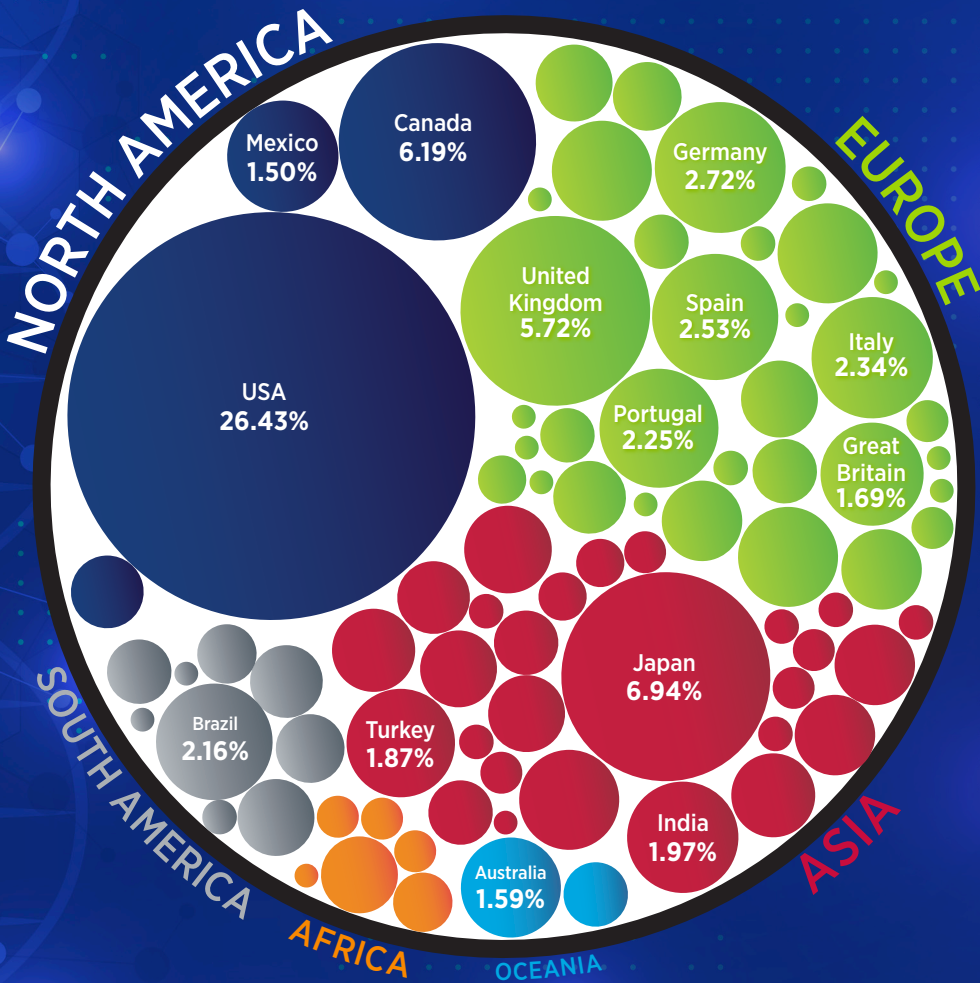 NORTH AMERICA
Mexico
1.50%
Canada
6.19%
USA
26.43%
EUROPE
Germany
2.72%
United
Kingdom
5.72%
Spain
2.53%
Italy
2.34%
Portugal
2.25%
Great
Britain
1.69%
ASIA
Japan
6.94%
Turkey
1.87%
India
1.97%
SOUTH AMERICA
Brazil
2.16%
AFRICA
OCEANIA
Australia
1.59%